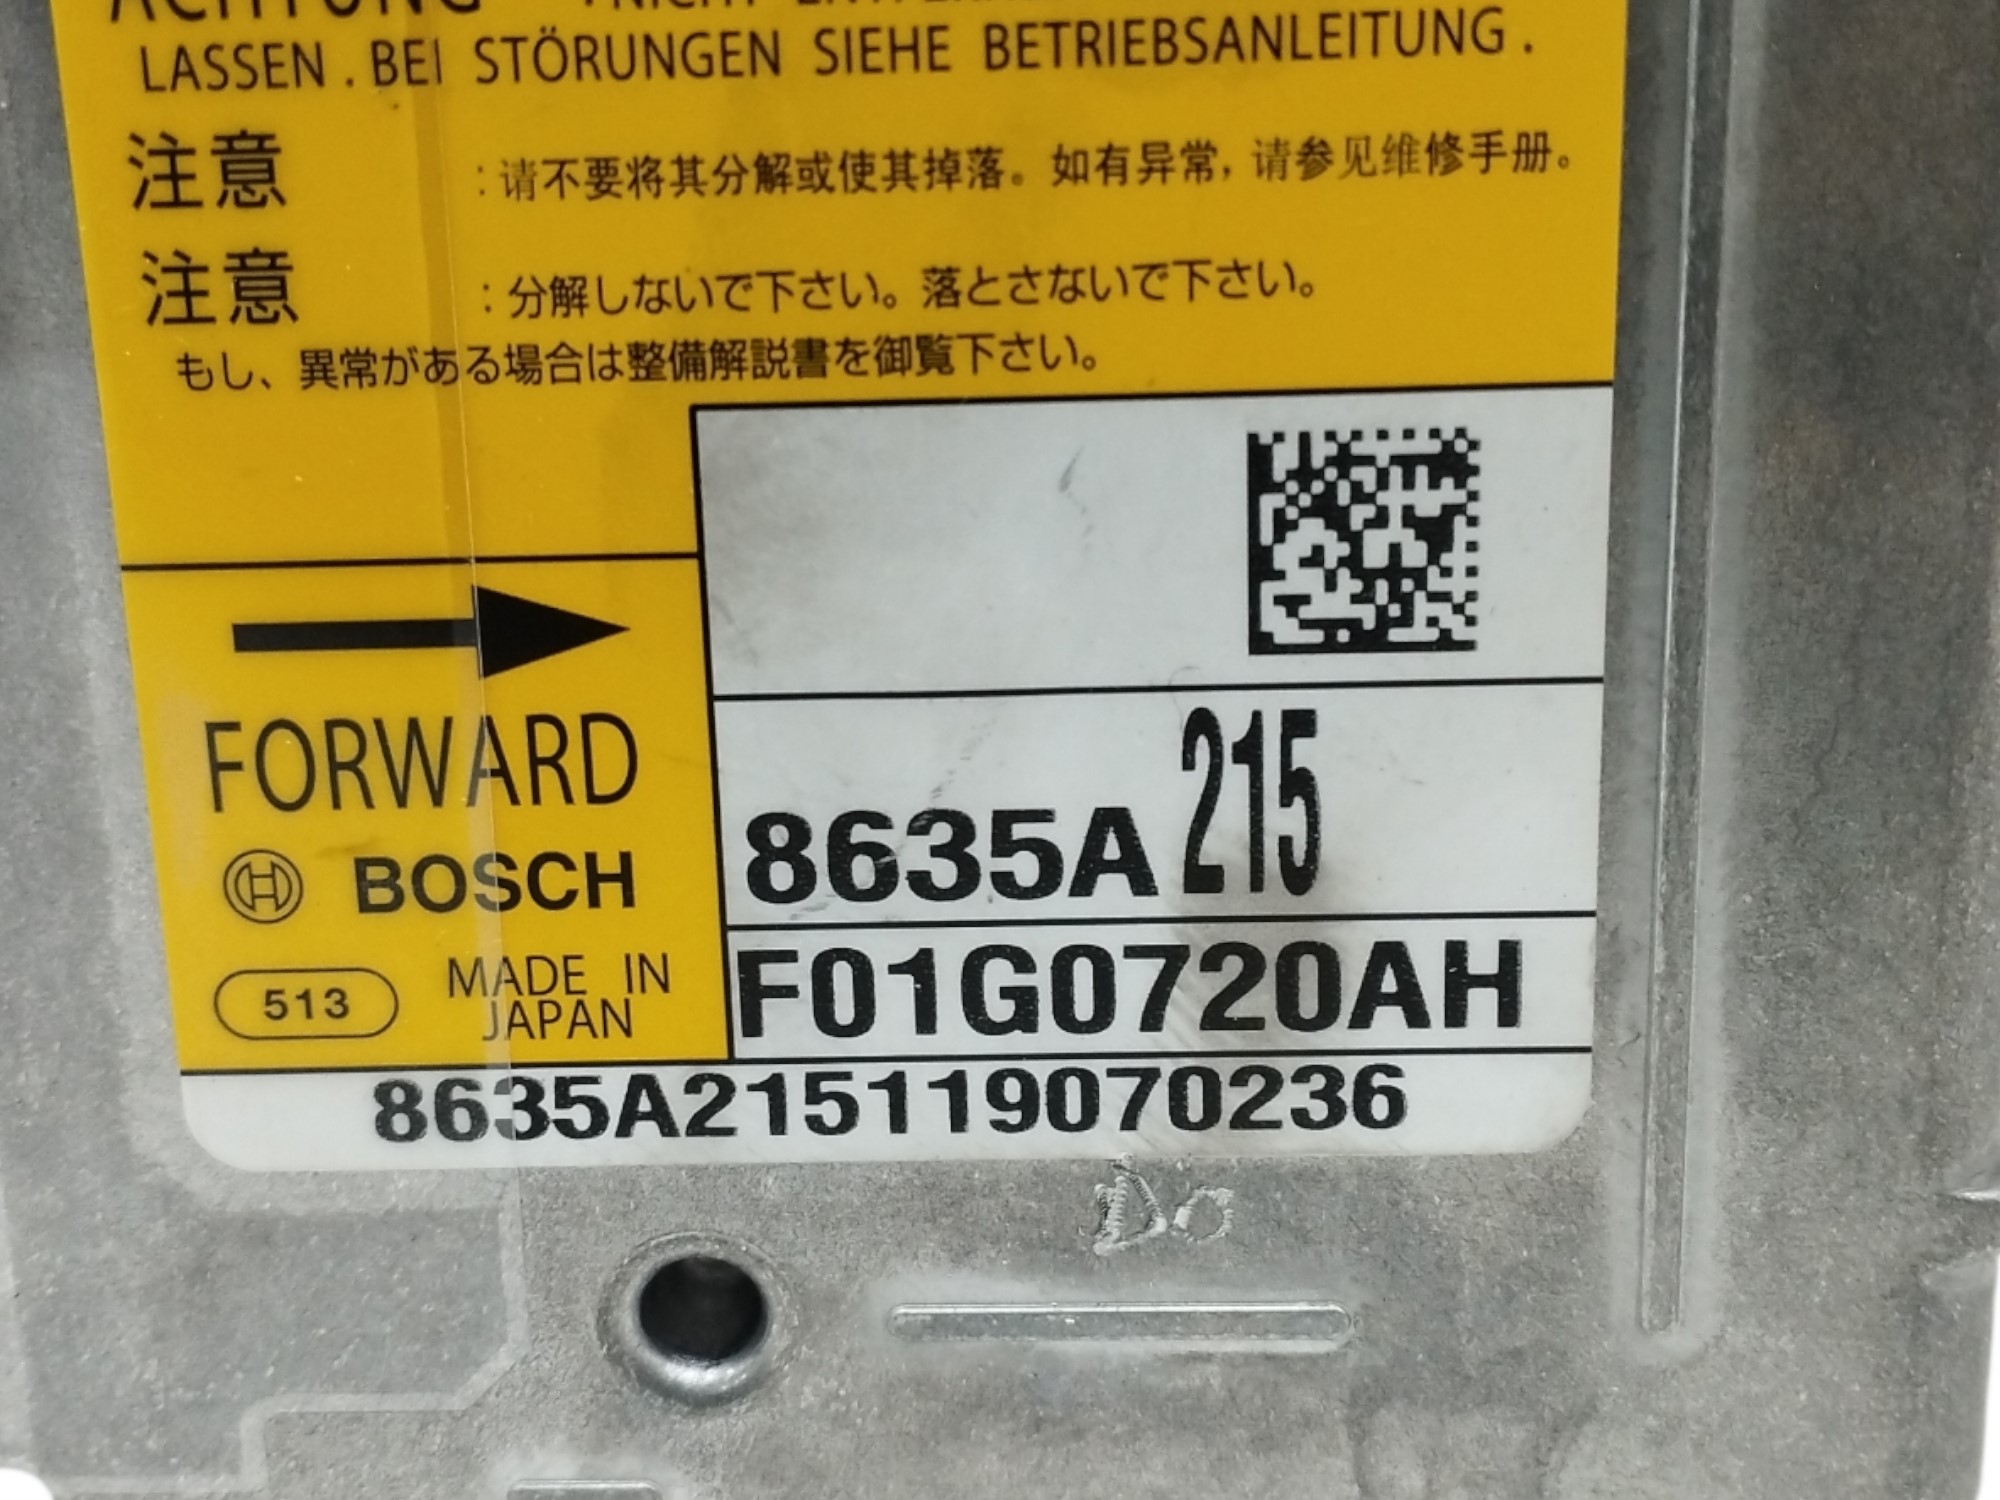 ACHTUNG : NICHT
LASSEN . BEI STÖRUNGEN SIEHE BETRIEBSANLEITUNG .
注意 : 请不要将其分解或使其掉落。如有异常, 请参见维修手册。
注意 : 分解しないで下さい。落とさないで下さい。
もし、異常がある場合は整備解説書を御覧下さい。
FORWARD
BOSCH
513 MADE IN
JAPAN
8635A215
F01G0720AH
8635A215119070236
Do